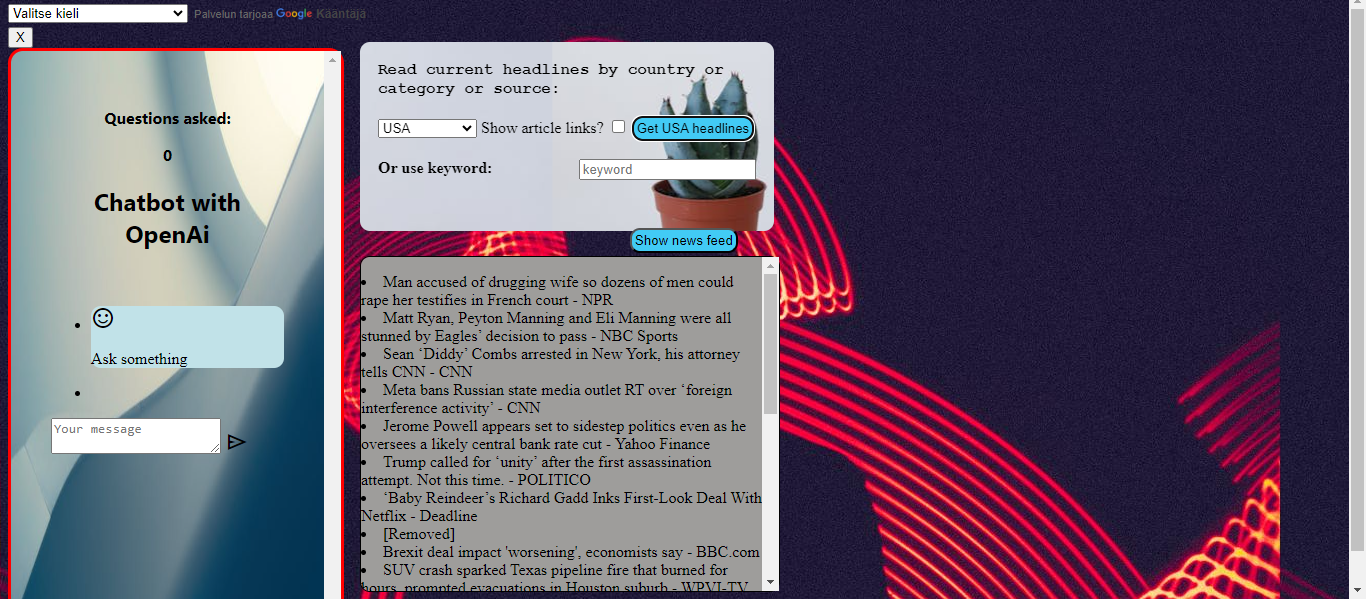 Valitse kieli
Palvelun tarjoaa Google Kääntäjä
X
Questions asked:
0
Chatbot with
OpenAi
Ask something
Your message
Read current headlines by country or
category or source:
USA Show article links? Get USA headlines
Or use keyword: keyword
Show news feed
Man accused of drugging wife so dozens of men could
rape her testifies in French court - NPR
Matt Ryan, Peyton Manning and Eli Manning were all
stunned by Eagles’ decision to pass - NBC Sports
Sean ‘Diddy’ Combs arrested in New York, his attorney
tells CNN - CNN
Meta bans Russian state media outlet RT over ‘foreign
interference activity’ - CNN
Jerome Powell appears set to sidestep politics even as he
oversees a likely central bank rate cut - Yahoo Finance
Trump called for ‘unity’ after the first assassination
attempt. Not this time. - POLITICO
‘Baby Reindeer’s Richard Gadd Inks First-Look Deal With
Netflix - Deadline
[Removed]
Brexit deal impact 'worsening', economists say - BBC.com
SUV crash sparked Texas pipeline fire that burned for
hours, prompted evacuations in Houston suburb - WPVI-TV